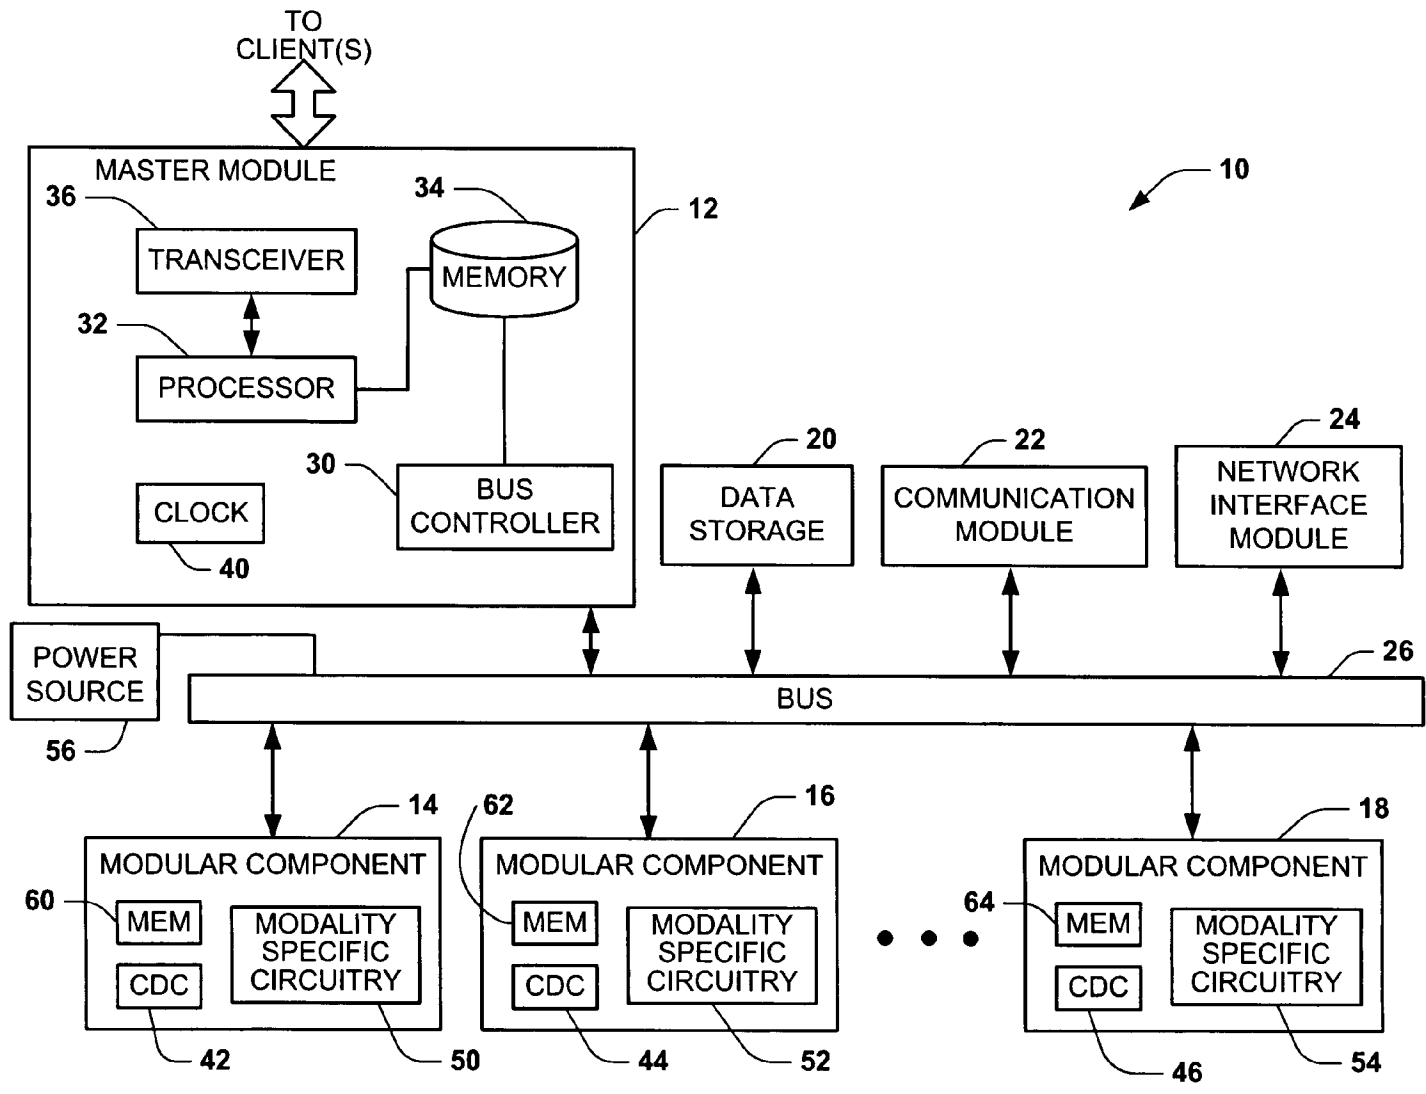 TO
CLIENT(S)
MASTER MODULE
36
34
12
10
TRANSCEIVER
MEMORY
32
PROCESSOR
30
BUS
CONTROLLER
CLOCK
40
20
DATA
STORAGE
22
COMMUNICATION
MODULE
24
NETWORK
INTERFACE
MODULE
POWER
SOURCE
56
26
BUS
14
MODULAR COMPONENT
60
MEM
CDC
MODALITY
SPECIFIC
CIRCUITRY
42
50
62
16
MODULAR COMPONENT
MEM
CDC
MODALITY
SPECIFIC
CIRCUITRY
44
52
18
MODULAR COMPONENT
64
MEM
CDC
MODALITY
SPECIFIC
CIRCUITRY
46
54